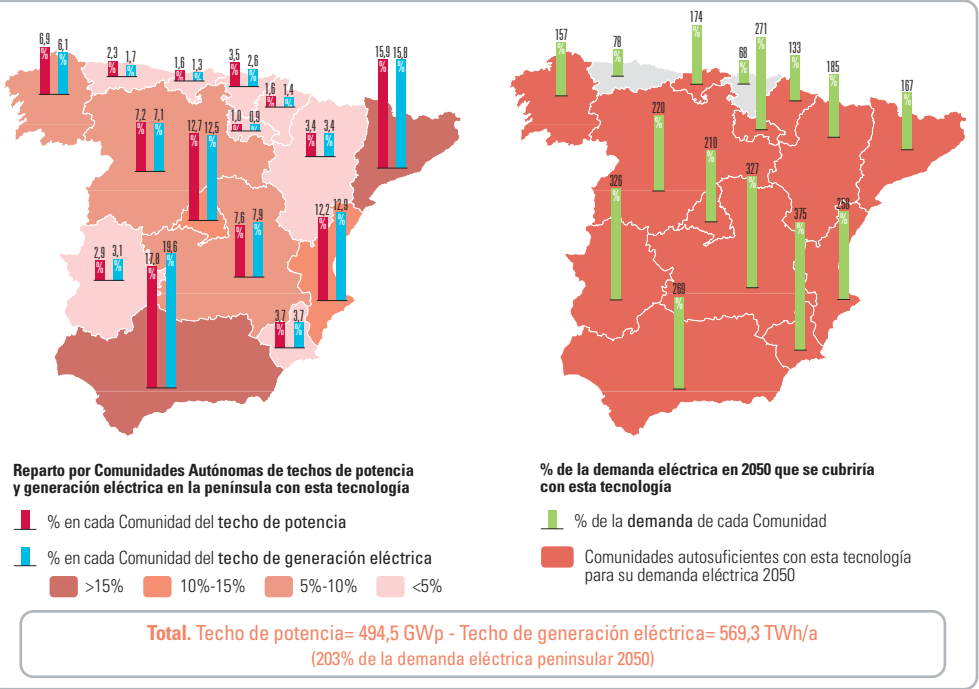 6,9 % 6,1 %
2,3 % 1,7 %
1,6 % 1,3 %
3,5 % 2,6 %
1,6 % 1,4 %
15,9 % 15,8 %
7,2 % 7,1 %
12,7 % 12,5 %
1,0 % 0,9 %
3,4 % 3,4 %
7,6 % 7,9 %
12,2 % 12,9 %
2,9 % 3,1 %
17,8 % 19,6 %
3,7 % 3,7 %
157 %
78 %
174 %
68 %
271 %
133 %
185 %
167 %
220 %
210 %
326 %
327 %
375 %
258 %
269 %
Reparto por Comunidades Autónomas de techos de potencia
y generación eléctrica en la península con esta tecnología
% en cada Comunidad del techo de potencia
% en cada Comunidad del techo de generación eléctrica
>15% 10%-15% 5%-10% <5%
% de la demanda eléctrica en 2050 que se cubriría
con esta tecnología
% de la demanda de cada Comunidad
Comunidades autosuficientes con esta tecnología
para su demanda eléctrica 2050
Total. Techo de potencia= 494,5 GWp - Techo de generación eléctrica= 569,3 TWh/a
(203% de la demanda eléctrica peninsular 2050)